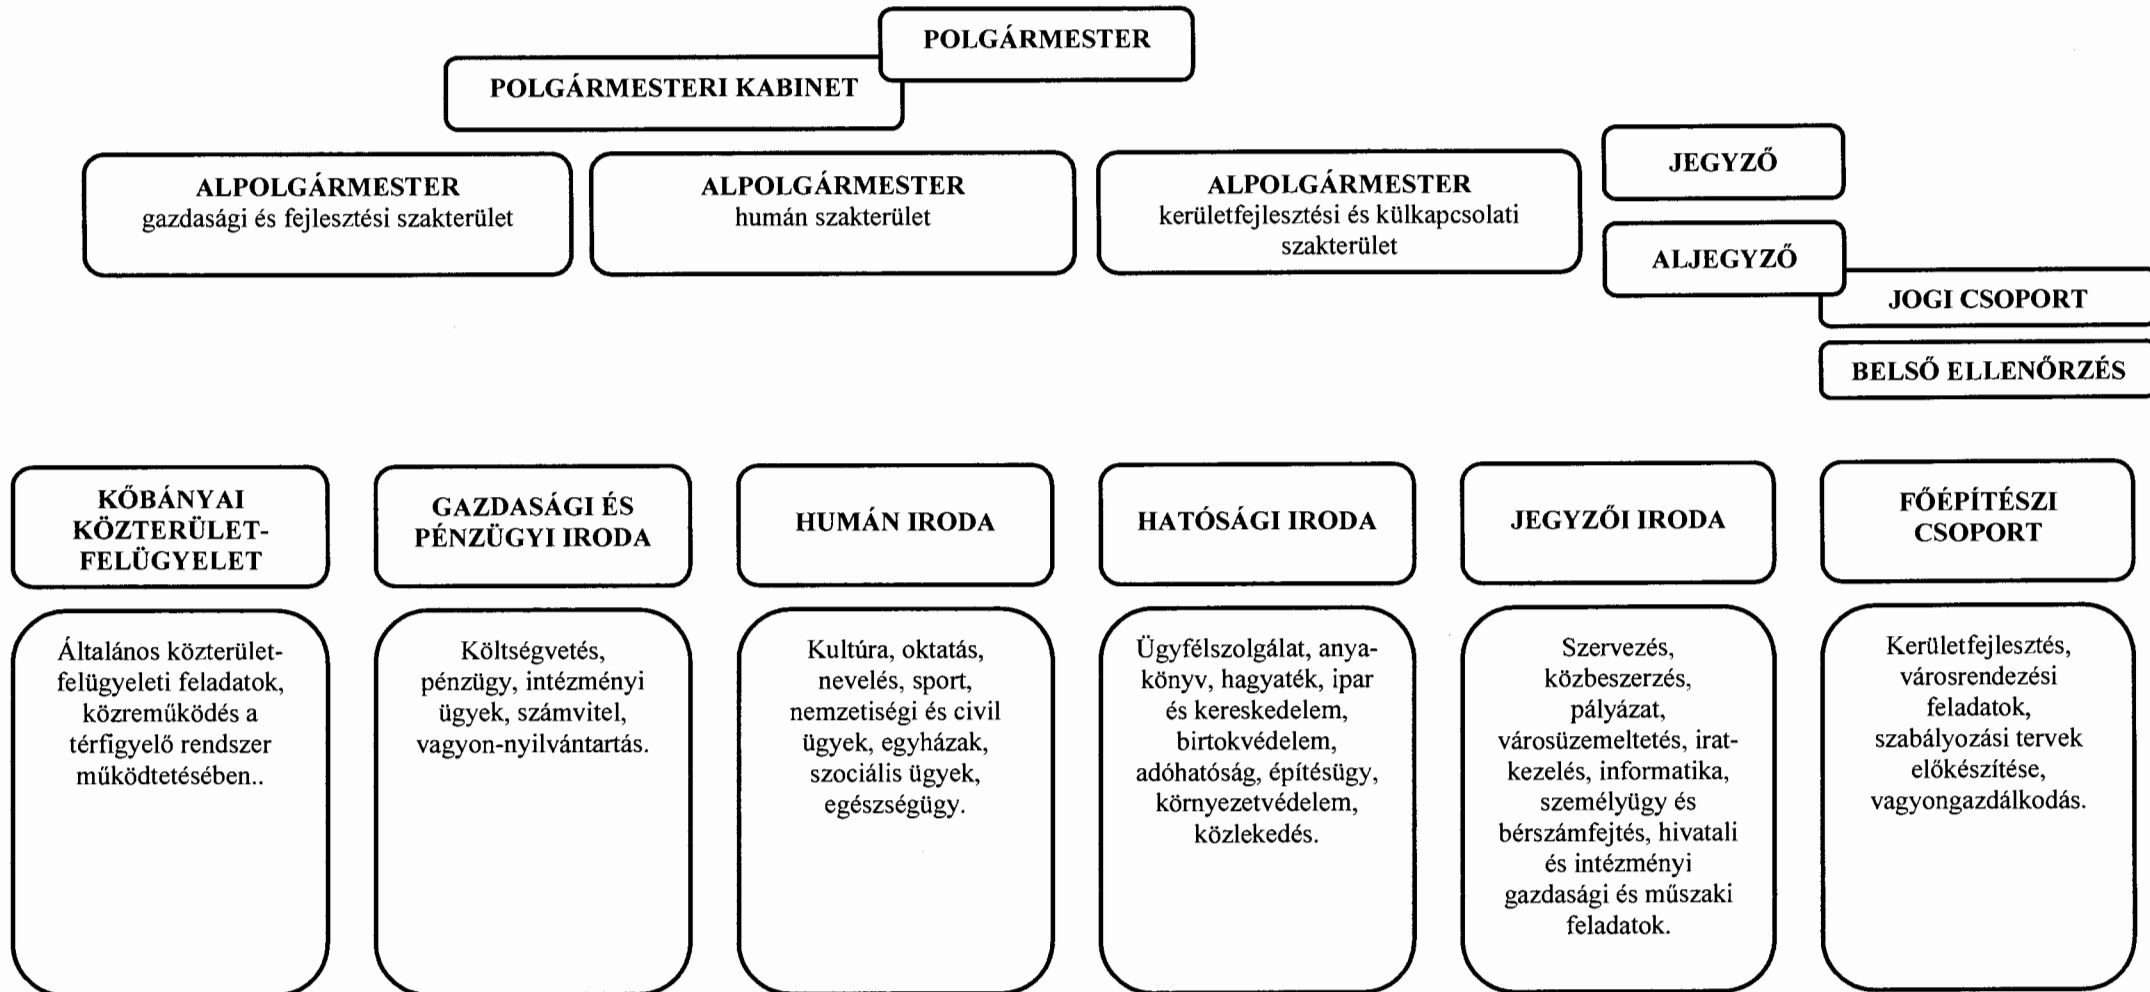 POLGÁRMESTER
POLGÁRMESTERI KABINET
ALPOLGÁRMESTER
gazdasági és fejlesztési szakterület
ALPOLGÁRMESTER
humán szakterület
ALPOLGÁRMESTER
kerületfejlesztési és külkapcsolati
szakterület
JEGYZŐ
ALJEGYZŐ
JOGI CSOPORT
BELSŐ ELLENŐRZÉS
KŐBÁNYAI
KÖZTERÜLET-
FELÜGYELET
GAZDASÁGI ÉS
PÉNZÜGYI IRODA
HUMÁN IRODA
HATÓSÁGI IRODA
JEGYZŐI IRODA
FŐÉPÍTÉSZI
CSOPORT
Általános közterület-
felügyeleti feladatok,
közreműködés a
térfigyelő rendszer
működtetésében..
Költségvetés,
pénzügy, intézményi
ügyek, számvitel,
vagyon-nyilvántartás.
Kultúra, oktatás,
nevelés, sport,
nemzetiségi és civil
ügyek, egyházak,
szociális ügyek,
egészségügy.
Ügyfélszolgálat, anya-
könyv, hagyaték, ipar
és kereskedelem,
birtokvédelem,
adóhatóság, építésügy,
környezetvédelem,
közlekedés.
Szervezés,
közbeszerzés,
pályázat,
városüzemeltetés, irat-
kezelés, informatika,
személyügy és
bérszámfejtés, hivatali
és intézményi
gazdasági és műszaki
feladatok.
Kerületfejlesztés,
városrendezési
feladatok,
szabályozási tervek
előkészítése,
vagyongazdálkodás.